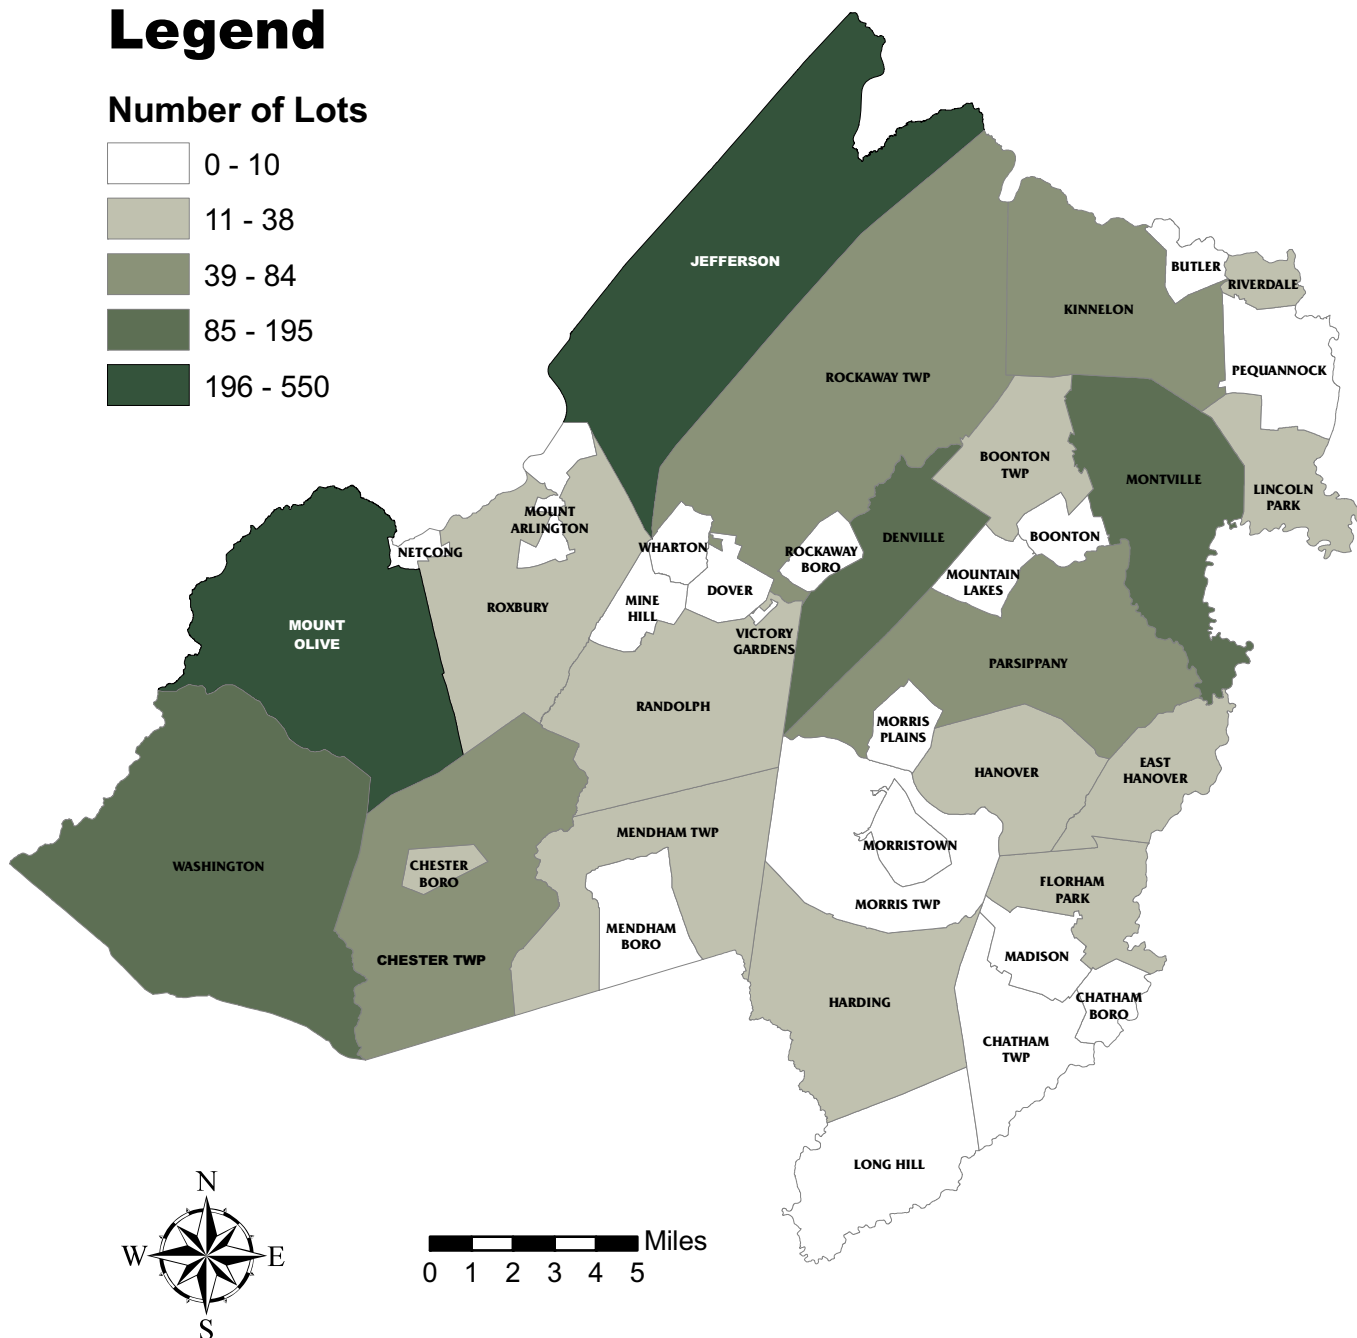 Legend
Number of Lots
0 - 10
11 - 38
39 - 84
85 - 195
196 - 550
JEFFERSON
BUTLER
RIVERDALE
KINNELON
PEQUANNOCK
ROCKAWAY TWP
BOONTON
TWP
MONTVILLE
LINCOLN
PARK
MOUNT
ARLINGTON
NETCONG
WHARTON
ROCKAWAY
BORO
DENVILLE
BOONTON
MOUNTAIN
LAKES
DOVER
MINE
HILL
ROXBURY
MOUNT
OLIVE
VICTORY
GARDENS
PARSIPPANY
RANDOLPH
MORRIS
PLAINS
HANOVER
EAST
HANOVER
MENDHAM TWP
MORRISTOWN
WASHINGTON
CHESTER
BORO
FLORHAM
PARK
MORRIS TWP
MENDHAM
BORO
CHESTER TWP
MADISON
HARDING
CHATHAM
BORO
CHATHAM
TWP
LONG HILL
N
W E
S
Miles
0 1 2 3 4 5